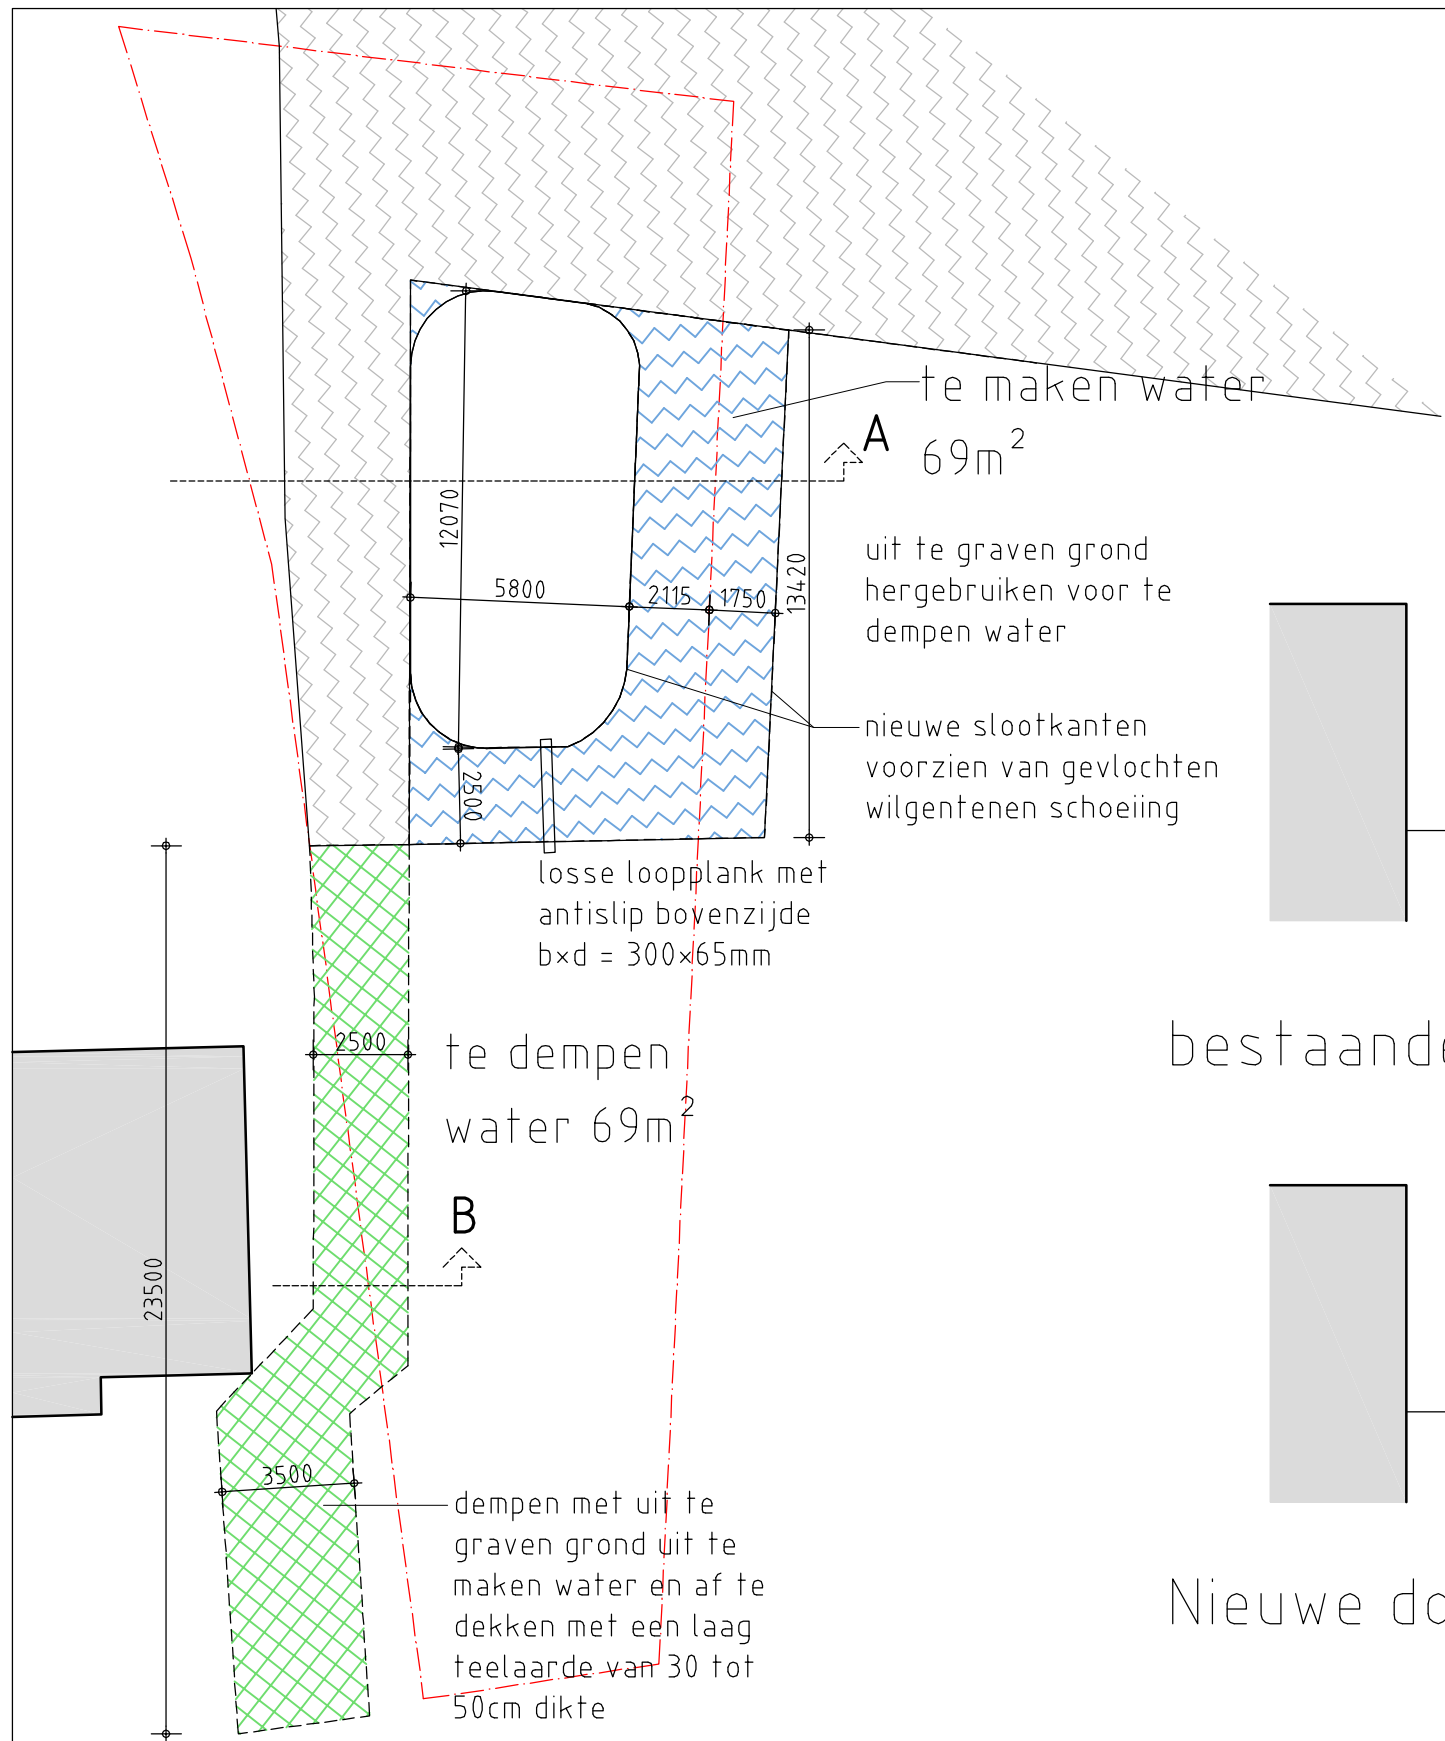 te maken water
69m²
A
12070
5800
2115
1750
13420
uit te graven grond
hergebruiken voor te
dempen water
nieuwe slootkanten
voorzien van gevlochten
wilgentenen schoeiing
2500
losse loopplank met
antislip bovenzijde
b×d = 300×65mm
2500
te dempen
water 69m²
bestaande
B
23500
3500
dempen met uit te
graven grond uit te
maken water en af te
dekken met een laag
teelaarde van 30 tot
50cm dikte
Nieuwe do